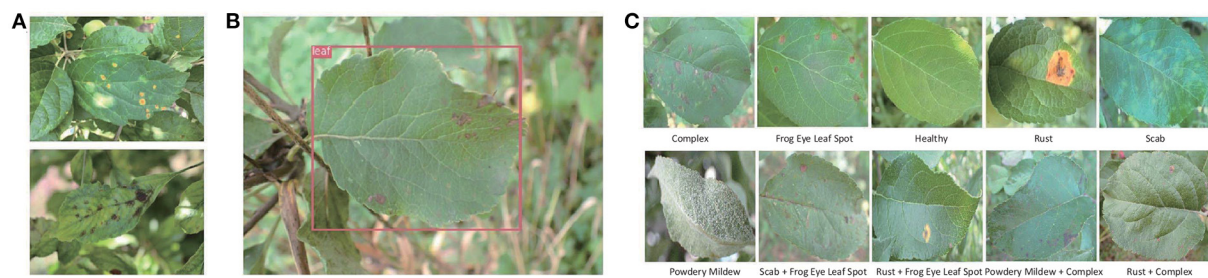 A
B
C
leaf
Complex
Frog Eye Leaf Spot
Healthy
Rust
Scab
Powdery Mildew
Scab + Frog Eye Leaf Spot
Rust + Frog Eye Leaf Spot
Powdery Mildew + Complex
Rust + Complex